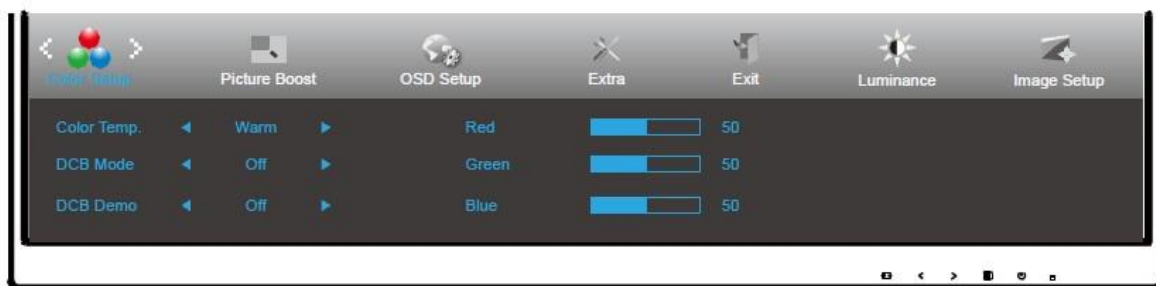 Color Setup
Picture Boost
OSD Setup
Extra
Exit
Luminance
Image Setup
Color Temp. Warm Red 50
DCB Mode Off Green 50
DCB Demo Off Blue 50